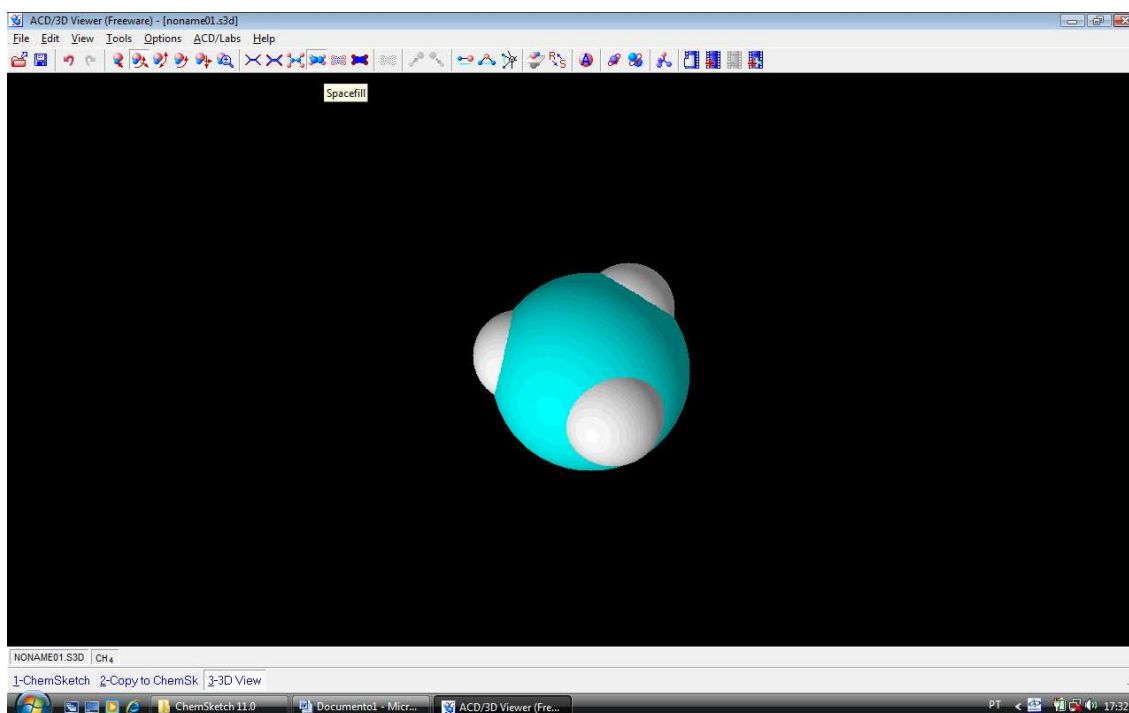 ACD/3D Viewer (Freeware) - [noname01.s3d]
File Edit View Tools Options ACD/Labs Help
Spacefill
NONAME01.S3D CH4
1-ChemSketch 2-Copy to ChemSk 3-3D View
ChemSketch 11.0 Documento1 - Micr... ACD/3D Viewer (Fre... PT 17:32